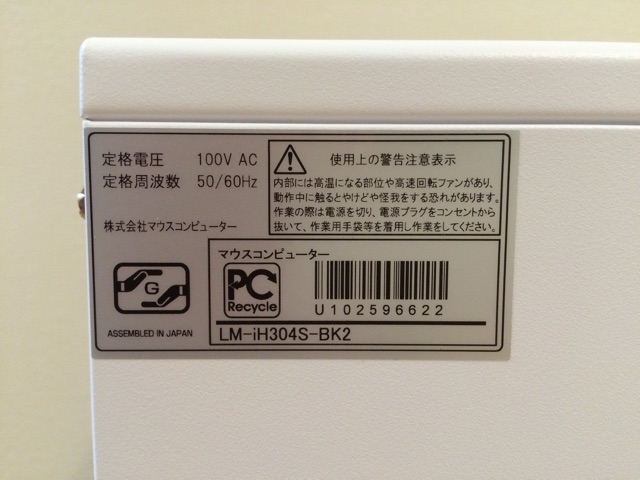 定格電圧 100V AC
定格周波数 50/60Hz
株式会社マウスコンピューター
使用上の警告注意表示
内部には高温になる部位や高速回転ファンがあり、
動作中に触るとやけどや怪我をする恐れがあります。
作業の際は電源を切り、電源プラグをコンセントから
抜いて、作業用手袋等を着用し作業をしてください。
G
ASSEMBLED IN JAPAN
マウスコンピューター
PC
Recycle
U102596622
LM-iH304S-BK2